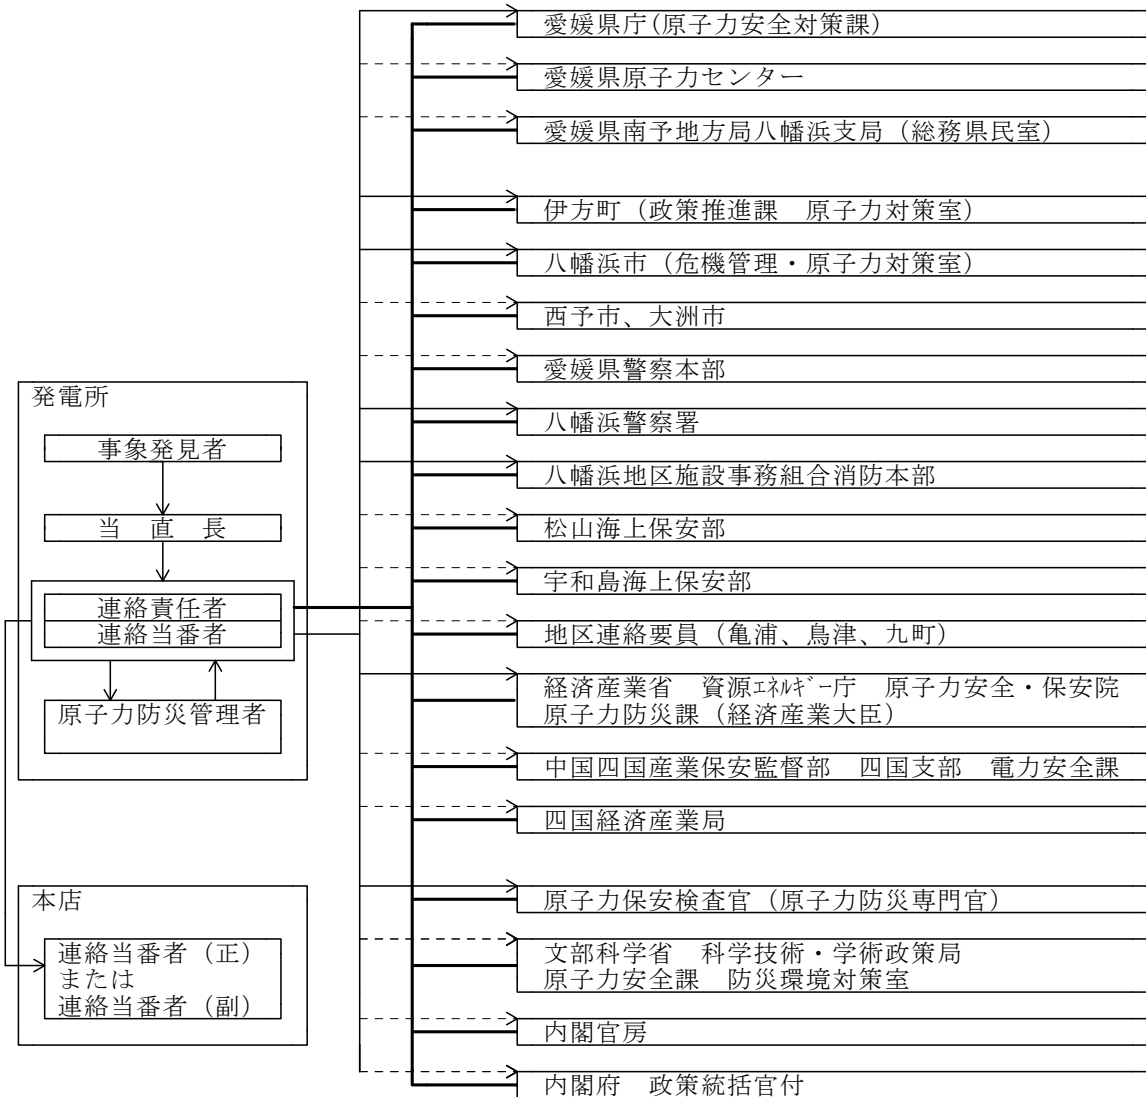 愛媛県庁(原子力安全対策課)
愛媛県原子力センター
愛媛県南予地方局八幡浜支局（総務県民室）
伊方町（政策推進課　原子力対策室）
八幡浜市（危機管理・原子力対策室）
西予市、大洲市
愛媛県警察本部
八幡浜警察署
八幡浜地区施設事務組合消防本部
松山海上保安部
宇和島海上保安部
地区連絡要員（亀浦、鳥津、九町）
経済産業省　資源ｴﾈﾙｷﾞｰ庁　原子力安全・保安院
原子力防災課（経済産業大臣）
中国四国産業保安監督部　四国支部　電力安全課
四国経済産業局
原子力保安検査官（原子力防災専門官）
文部科学省　科学技術・学術政策局
原子力安全課　防災環境対策室
内閣官房
内閣府　政策統括官付
発電所
事象発見者
当　直　長
連絡責任者
連絡当番者
原子力防災管理者
本店
連絡当番者（正）
または
連絡当番者（副）